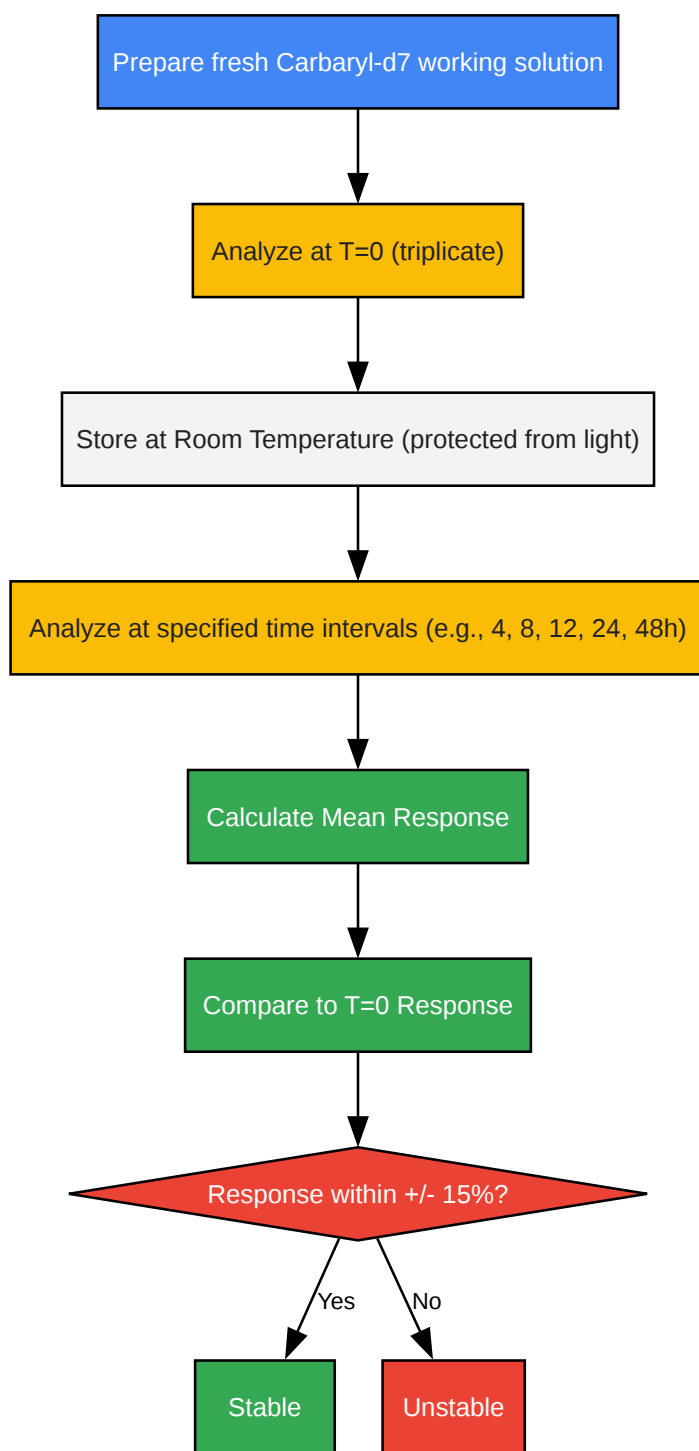 Prepare fresh Carbaryl-d7 working solution
Analyze at T=0 (triplicate)
Store at Room Temperature (protected from light)
Analyze at specified time intervals (e.g., 4, 8, 12, 24, 48h)
Calculate Mean Response
Compare to T=0 Response
Response within +/- 15%?
Yes
No
Stable
Unstable